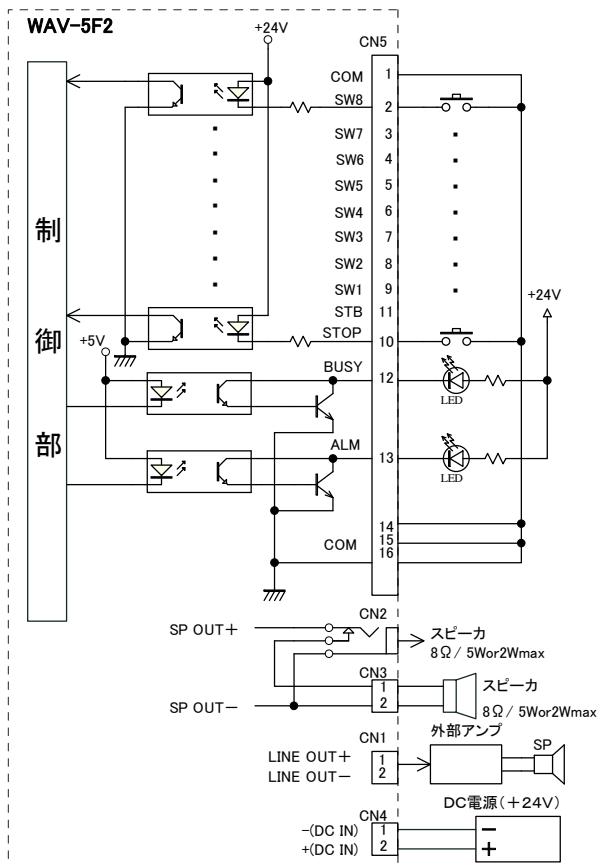 WAV-5F2
+24V
CN5
COM 1
SW8 2
SW7 3
SW6 4
SW5 5
SW4 6
SW3 7
SW2 8
SW1 9
+24V
STB 11
STOP 10
制御部
+5V
BUSY 12
LED
ALM 13
LED
14
15
COM 16
CN2
SP OUT+
スピーカ
8Ω/5Wor2Wmax
CN3
1
2
スピーカ
8Ω/5Wor2Wmax
SP OUT-
外部アンプ
CN1
LINE OUT+ 1
LINE OUT- 2
SP
DC電源(+24V)
CN4
-(DC IN) 1 -
+(DC IN) 2 +